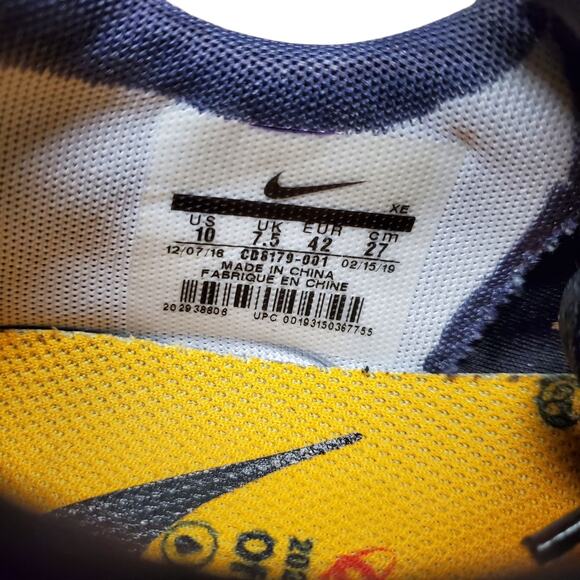 XE
US UK EUR cm
10 7.5 42 27
12/07/18 CD8179-001 02/15/19
MADE IN CHINA
FABRIQUE EN CHINE
202938808 UPC 00193150367755